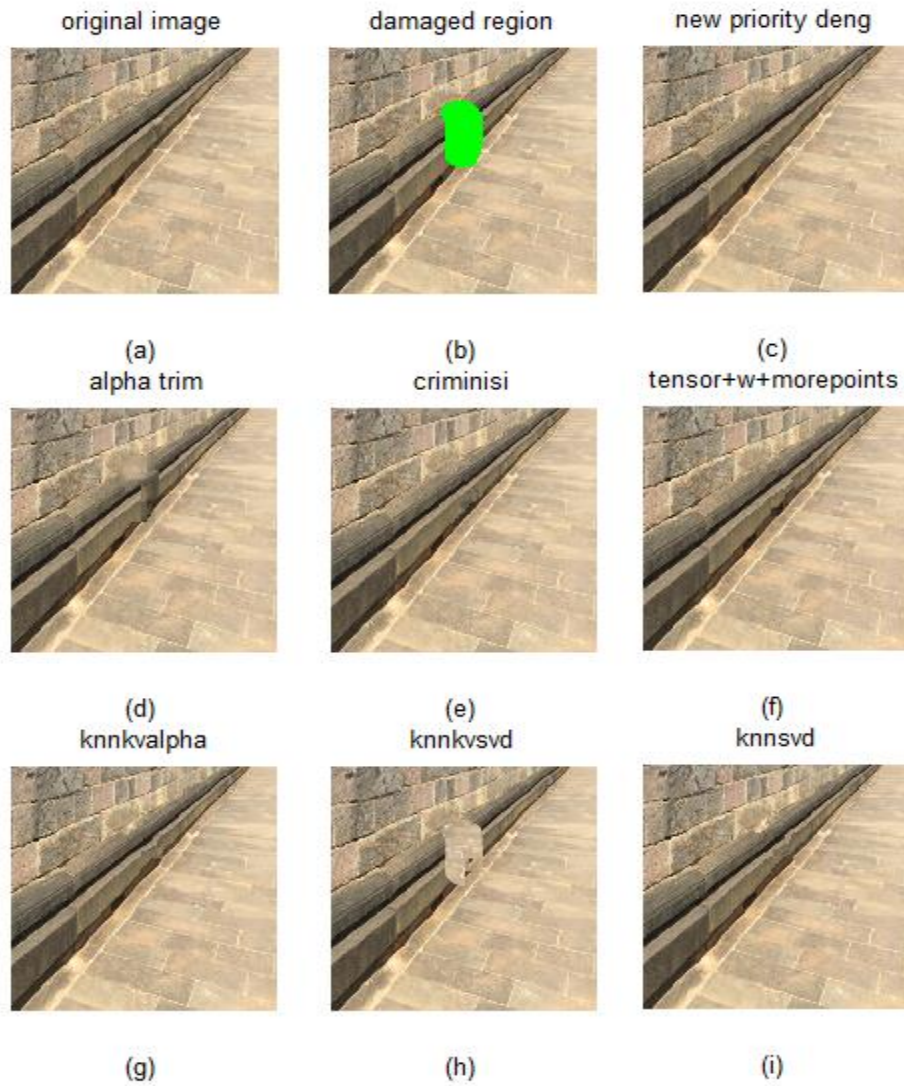 original image damaged region new priority deng
(a) (b) (c)
alpha trim criminisi tensor+w+morepoints
(d) (e) (f)
knnkvalpha knnkvsvd knnsvd
(g) (h) (i)